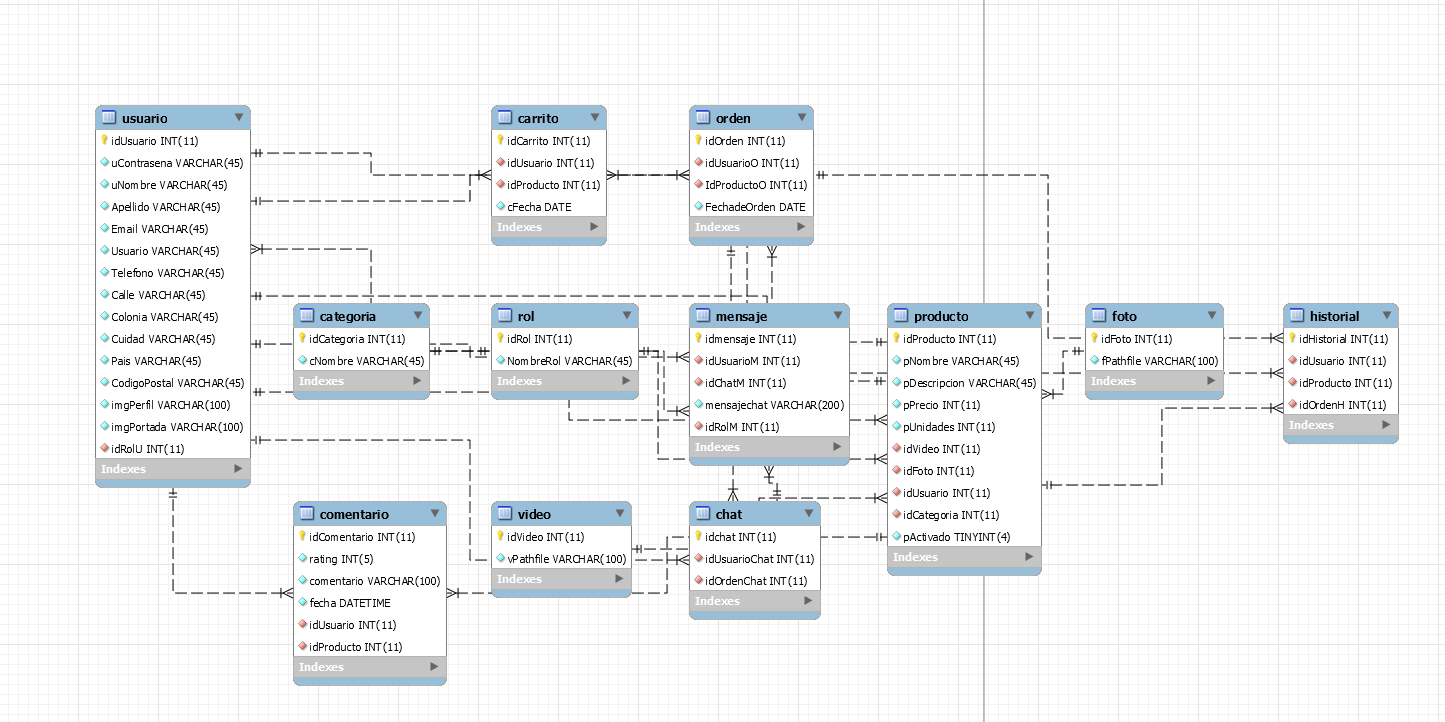 usuario
idUsuario INT(11)
uContrasena VARCHAR(45)
uNombre VARCHAR(45)
Apellido VARCHAR(45)
Email VARCHAR(45)
Usuario VARCHAR(45)
Telefono VARCHAR(45)
Calle VARCHAR(45)
Colonia VARCHAR(45)
Cuidad VARCHAR(45)
Pais VARCHAR(45)
CodigoPostal VARCHAR(45)
imgPerfil VARCHAR(100)
imgPortada VARCHAR(100)
idRolU INT(11)
Indexes
carrito
idCarrito INT(11)
idUsuario INT(11)
idProducto INT(11)
cFecha DATE
Indexes
orden
idOrden INT(11)
idUsuarioO INT(11)
IdProductoO INT(11)
FechadeOrden DATE
Indexes
categoria
idCategoria INT(11)
cNombre VARCHAR(45)
Indexes
rol
idRol INT(11)
NombreRol VARCHAR(45)
Indexes
mensaje
idmensaje INT(11)
idUsuarioM INT(11)
idChatM INT(11)
mensajechat VARCHAR(200)
idRolM INT(11)
Indexes
producto
idProducto INT(11)
pNombre VARCHAR(45)
pDescripcion VARCHAR(45)
pPrecio INT(11)
pUnidades INT(11)
idVideo INT(11)
idFoto INT(11)
idUsuario INT(11)
idCategoria INT(11)
pActivado TINYINT(4)
Indexes
foto
idFoto INT(11)
fPathfile VARCHAR(100)
Indexes
historial
idHistorial INT(11)
idUsuario INT(11)
idProducto INT(11)
idOrdenH INT(11)
Indexes
comentario
idComentario INT(11)
rating INT(5)
comentario VARCHAR(100)
fecha DATETIME
idUsuario INT(11)
idProducto INT(11)
Indexes
video
idVideo INT(11)
vPathfile VARCHAR(100)
Indexes
chat
idchat INT(11)
idUsuarioChat INT(11)
idOrdenChat INT(11)
Indexes